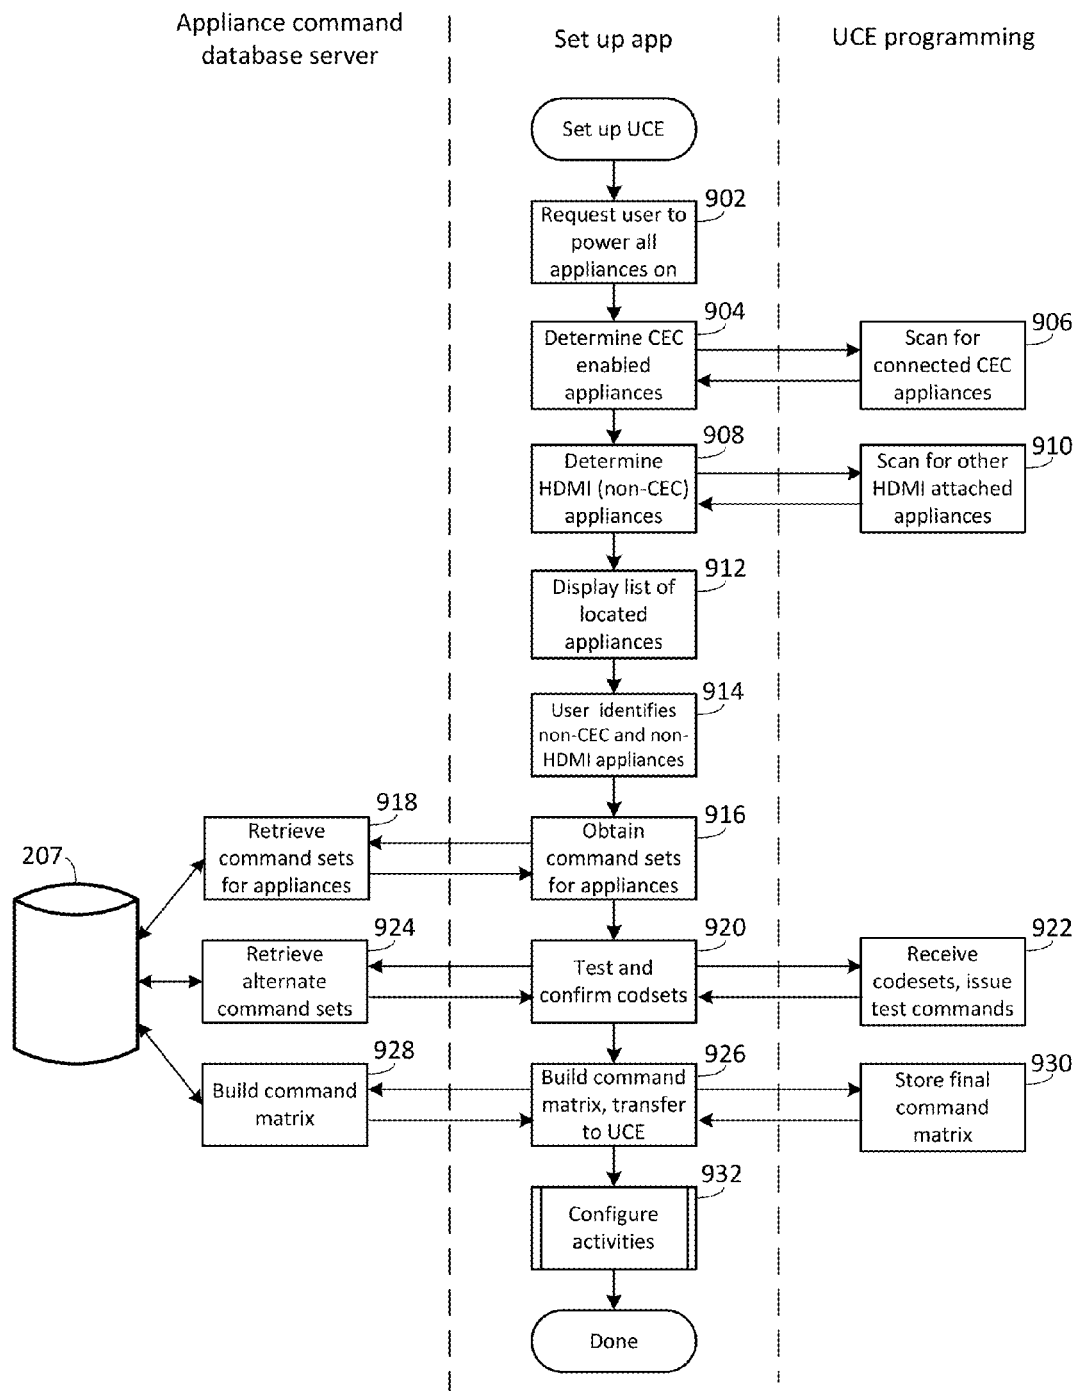 Appliance command
database server
Set up app
UCE programming
Set up UCE
902
Request user to
power all
appliances on
904
Determine CEC
enabled
appliances
906
Scan for
connected CEC
appliances
908
Determine
HDMI (non-CEC)
appliances
910
Scan for other
HDMI attached
appliances
912
Display list of
located
appliances
914
User identifies
non-CEC and non-
HDMI appliances
918
Retrieve
command sets
for appliances
916
Obtain
command sets
for appliances
207
924
Retrieve
alternate
command sets
920
Test and
confirm codsets
922
Receive
codesets, issue
test commands
928
Build command
matrix
926
Build command
matrix, transfer
to UCE
930
Store final
command
matrix
932
Configure
activities
Done